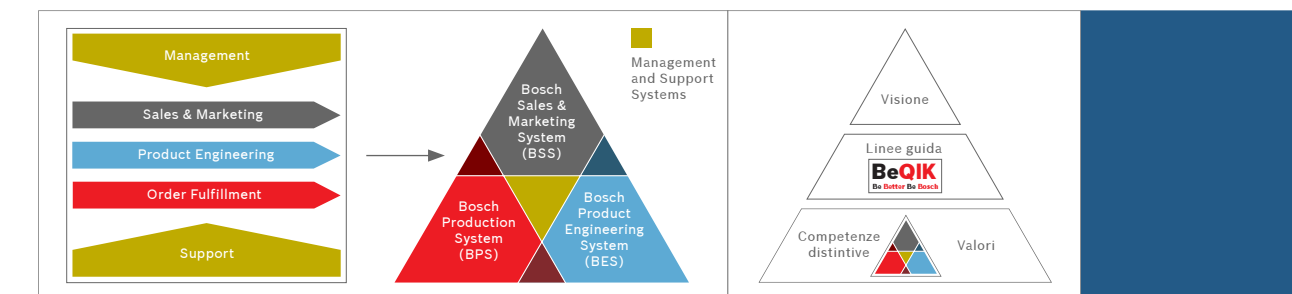 Management
Sales & Marketing
Product Engineering
Order Fulfillment
Support
Bosch
Sales &
Marketing
System
(BSS)
Bosch
Production
System
(BPS)
Bosch
Product
Engineering
System
(BES)
Management
and Support
Systems
Visione
Linee guida
BeQIK
Be Better Be Bosch
Competenze
distintive
Valori